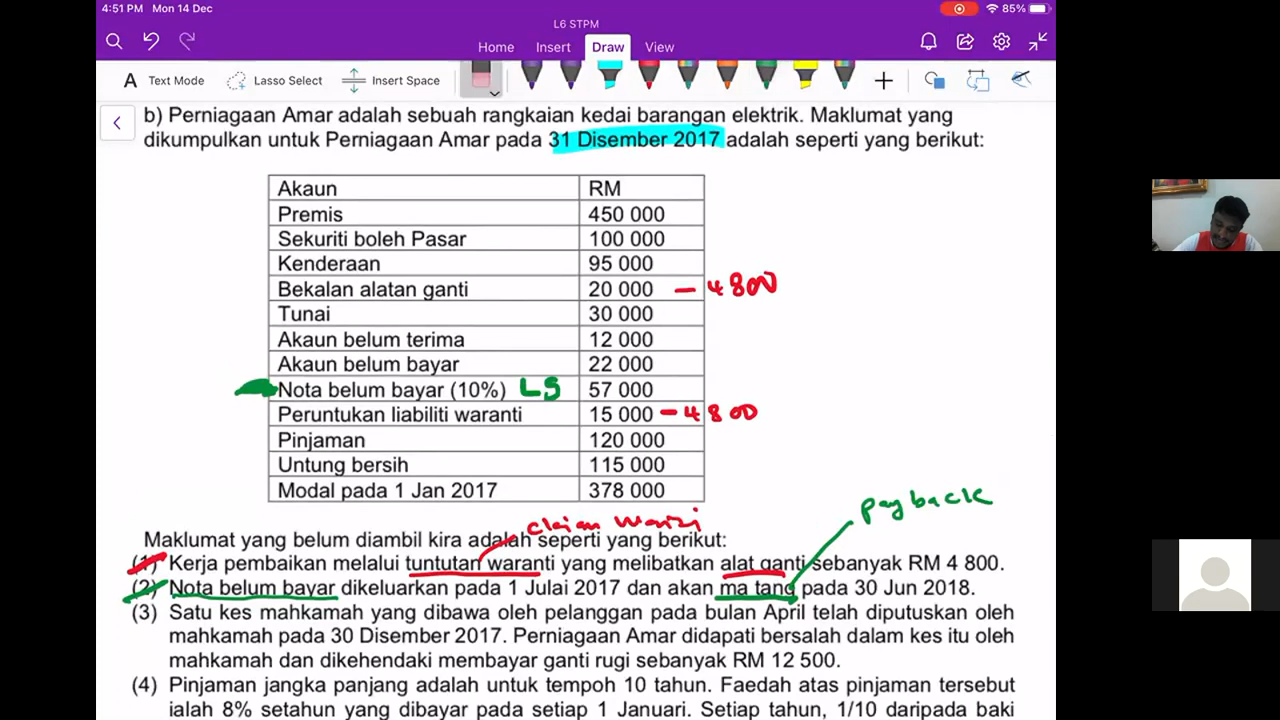 4:51 PM Mon 14 Dec
85%
L6 STPM
Home Insert Draw View
A Text Mode Lasso Select Insert Space
b) Perniagaan Amar adalah sebuah rangkaian kedai barangan elektrik. Maklumat yang
dikumpulkan untuk Perniagaan Amar pada 31 Disember 2017 adalah seperti yang berikut:
Akaun RM
Premis 450 000
Sekuriti boleh Pasar 100 000
Kenderaan 95 000
Bekalan alatan ganti 20 000 - 4800
Tunai 30 000
Akaun belum terima 12 000
Akaun belum bayar 22 000
Nota belum bayar (10%) LS 57 000
Peruntukan liabiliti waranti 15 000 - 4800
Pinjaman 120 000
Untung bersih 115 000
Modal pada 1 Jan 2017 378 000
pay back
claim
Maklumat yang belum diambil kira adalah seperti yang berikut:
(1) Kerja pembaikan melalui tuntutan waranti yang melibatkan alat ganti sebanyak RM 4 800.
(2) Nota belum bayar dikeluarkan pada 1 Julai 2017 dan akan ma tang pada 30 Jun 2018.
(3) Satu kes mahkamah yang dibawa oleh pelanggan pada bulan April telah diputuskan oleh
mahkamah pada 30 Disember 2017. Perniagaan Amar didapati bersalah dalam kes itu oleh
mahkamah dan dikehendaki membayar ganti rugi sebanyak RM 12 500.
(4) Pinjaman jangka panjang adalah untuk tempoh 10 tahun. Faedah atas pinjaman tersebut
ialah 8% setahun yang dibayar pada setiap 1 Januari. Setiap tahun, 1/10 daripada baki